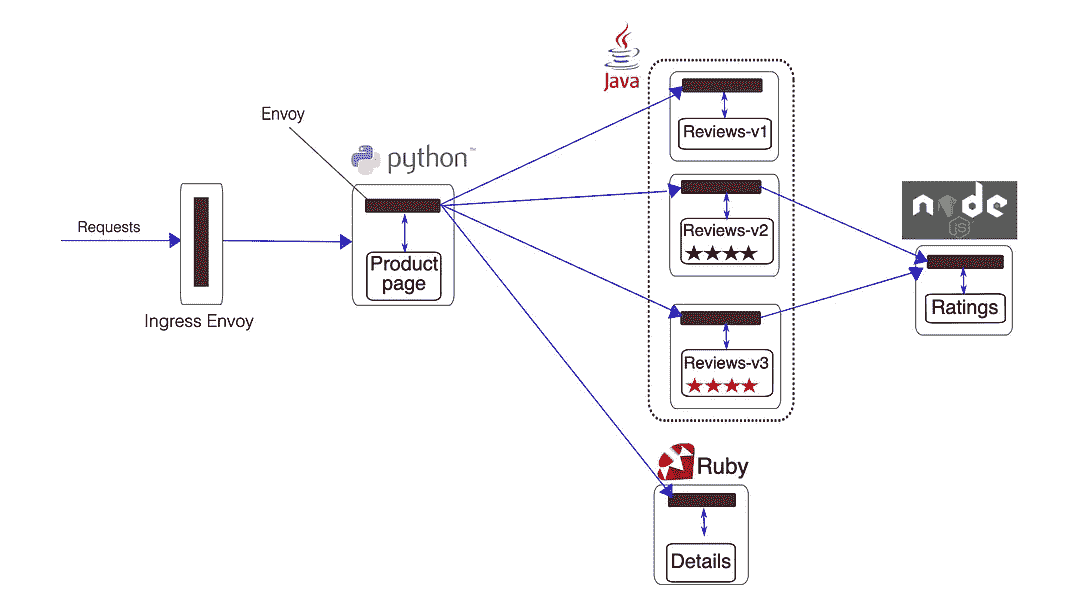 Requests
Ingress Envoy
Envoy
python™
Product
page
Java
Reviews-v1
Reviews-v2
Reviews-v3
node
JS
Ratings
Ruby
Details